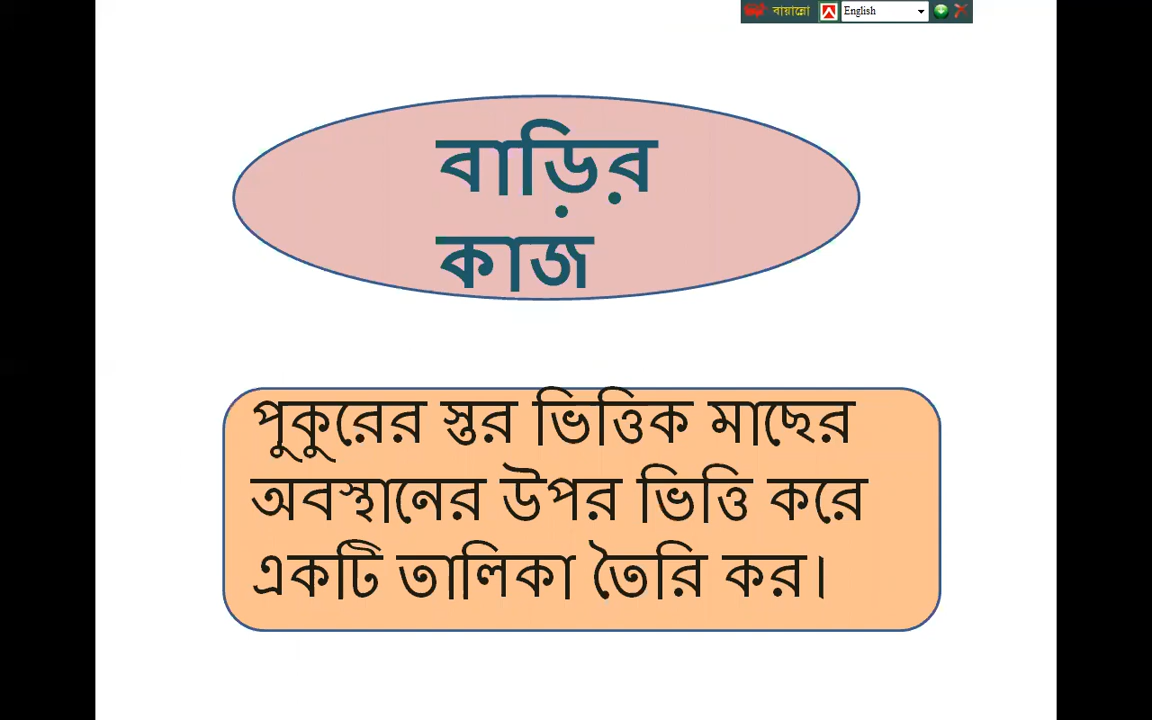 বায়ান্নো English
বাড়ির
কাজ
পুকুরের স্তর ভিত্তিক মাছের
অবস্থানের উপর ভিত্তি করে
একটি তালিকা তৈরি কর।